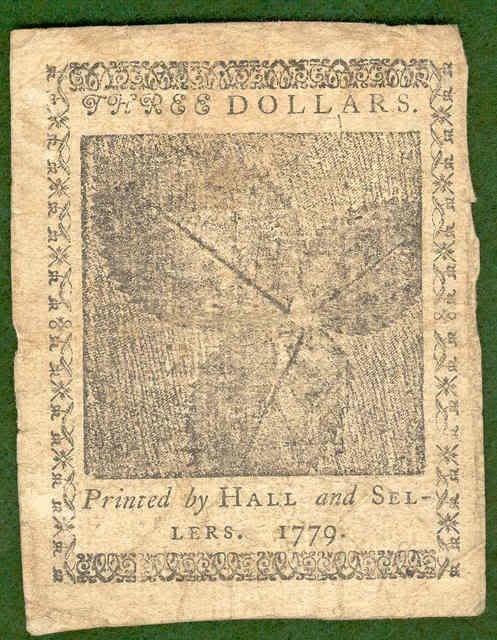 THREE DOLLARS.
Printed by HALL and SEL-
LERS. 1779.